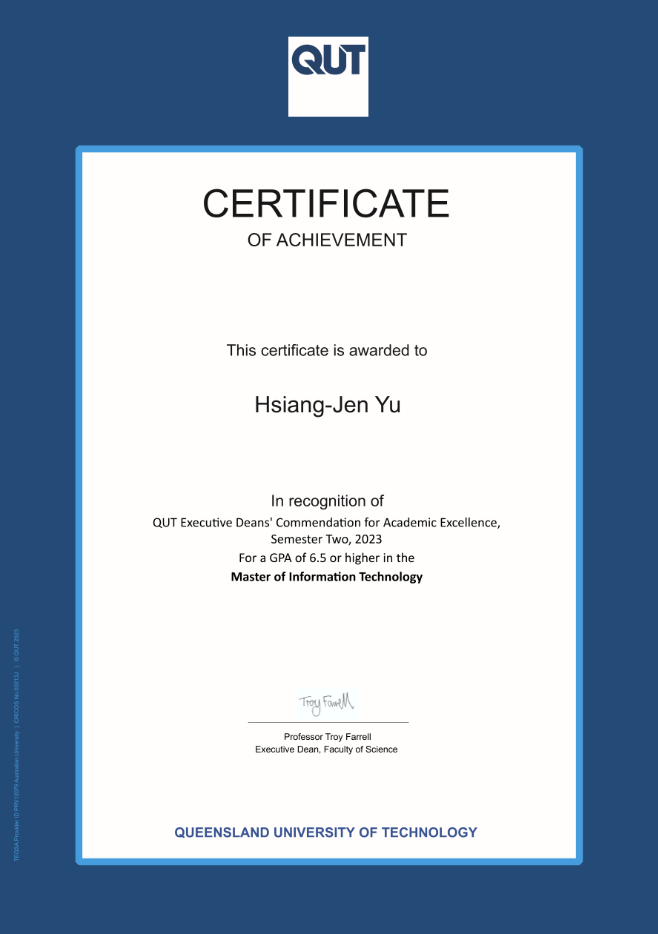 QUT
CERTIFICATE
OF ACHIEVEMENT
This certificate is awarded to
Hsiang-Jen Yu
In recognition of
QUT Executive Deans' Commendation for Academic Excellence,
Semester Two, 2023
For a GPA of 6.5 or higher in the
Master of Information Technology
Troy Farrell
Professor Troy Farrell
Executive Dean, Faculty of Science
QUEENSLAND UNIVERSITY OF TECHNOLOGY
TEQSA Provider ID PRV12079 Australian University | CRICOS No.00213J |